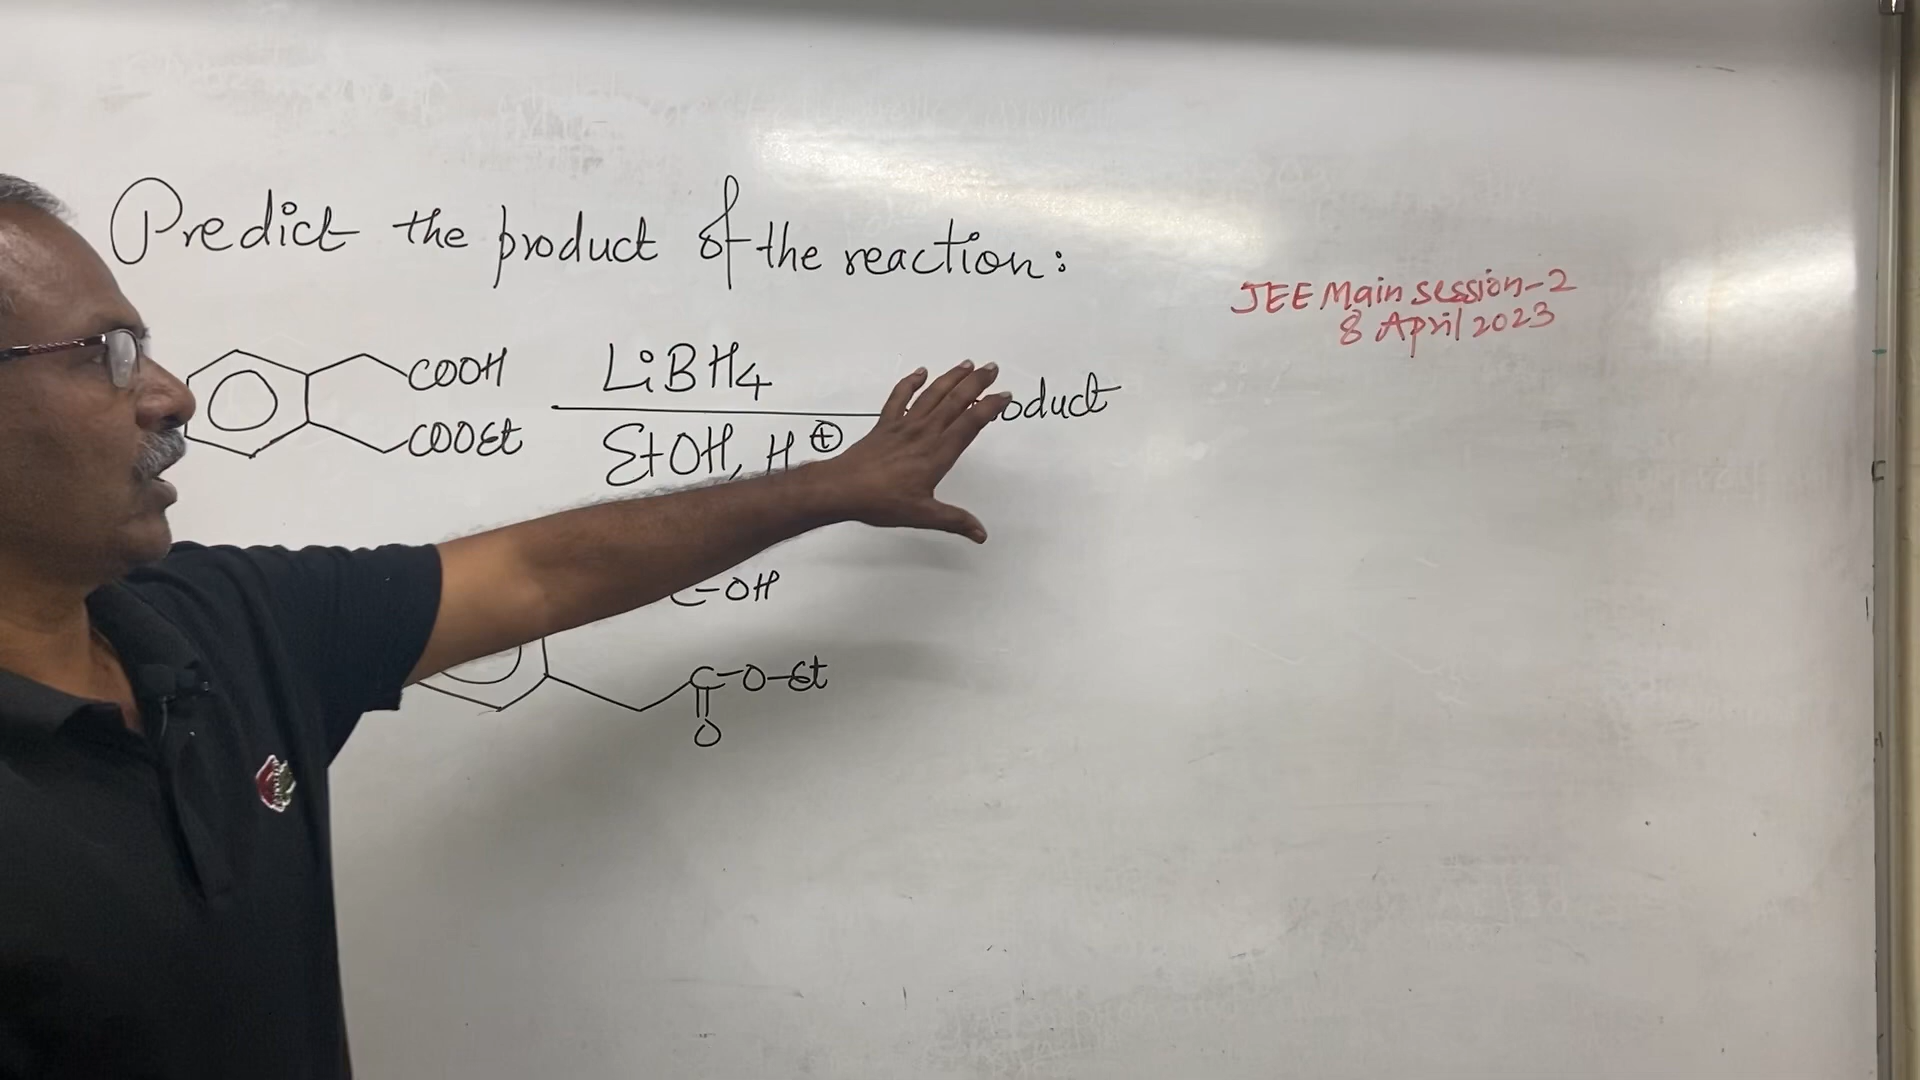 Predict the product of the reaction:
JEE Main session-2
8 April 2023
COOH
LiBH4
COOEt
EtOH, H⊕
C-OH
C-O-Et
O